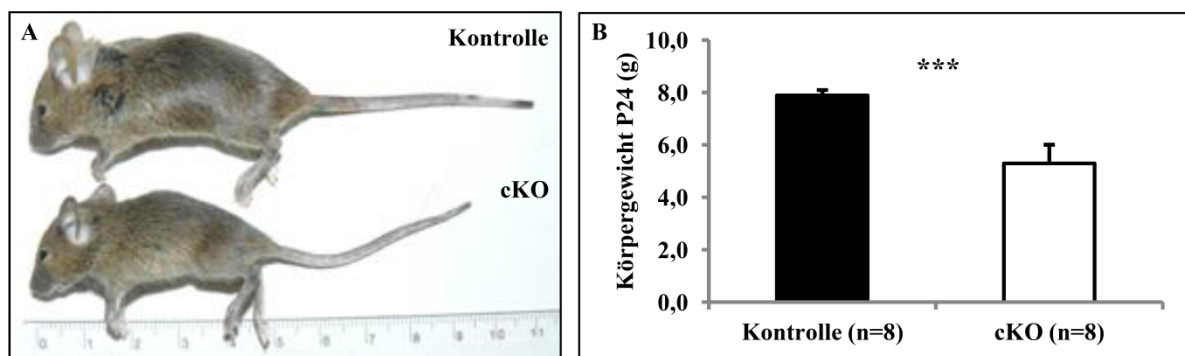 A
Kontrolle
cKO
0 1 2 3 4 5 6 7 8 9 10 11
B
Körpergewicht P24 (g)
10,0
8,0
6,0
4,0
2,0
0,0
***
Kontrolle (n=8)
cKO (n=8)